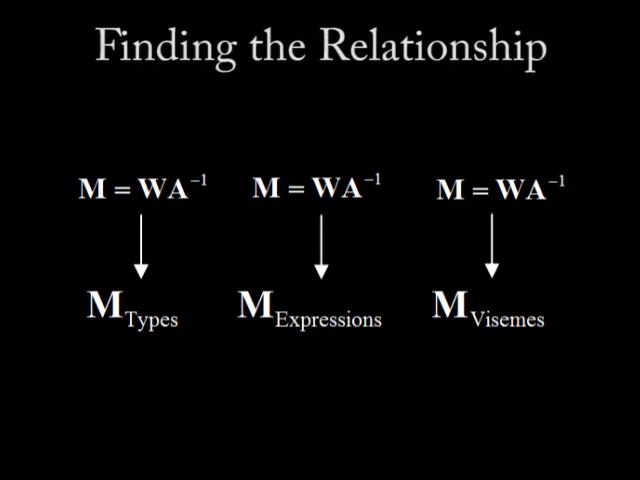 Finding the Relationship
M = WA⁻¹ M = WA⁻¹ M = WA⁻¹
M_Types M_Expressions M_Visemes